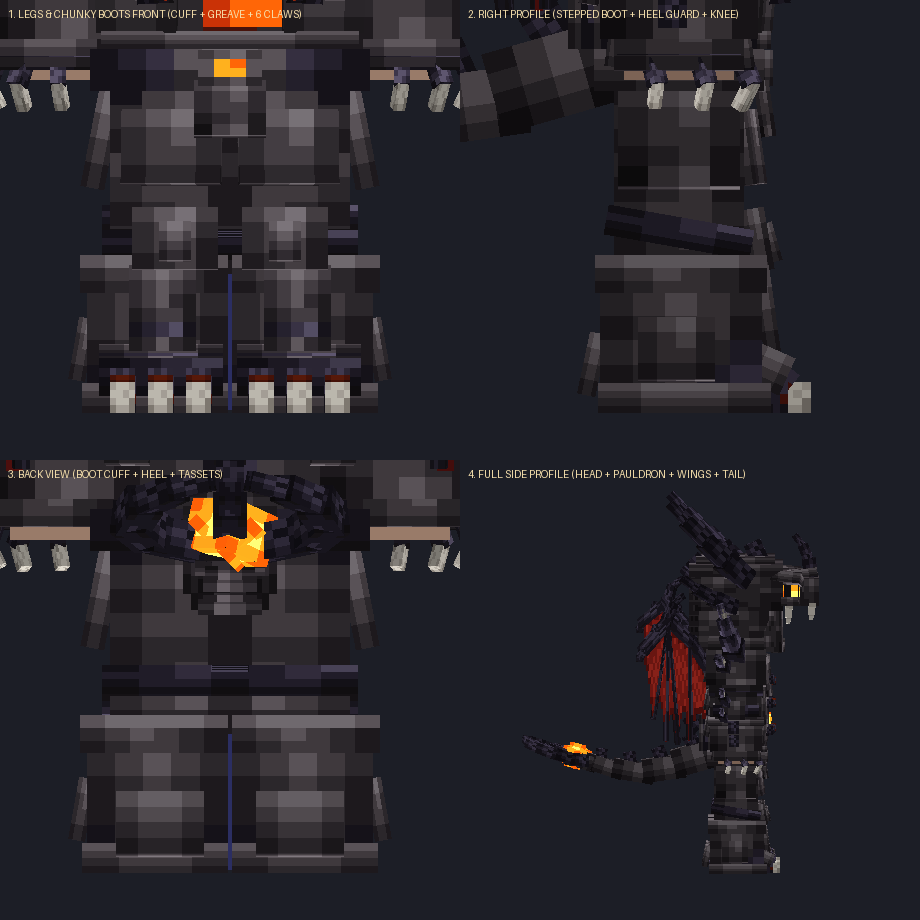 1. LEGS & CHUNKY BOOTS FRONT (CUFF + GREAVE + 6 CLAWS)
2. RIGHT PROFILE (STEPPED BOOT + HEEL GUARD + KNEE)
3. BACK VIEW (BOOT CUFF + HEEL + TASSETS)
4. FULL SIDE PROFILE (HEAD + PAULDRON + WINGS + TAIL)